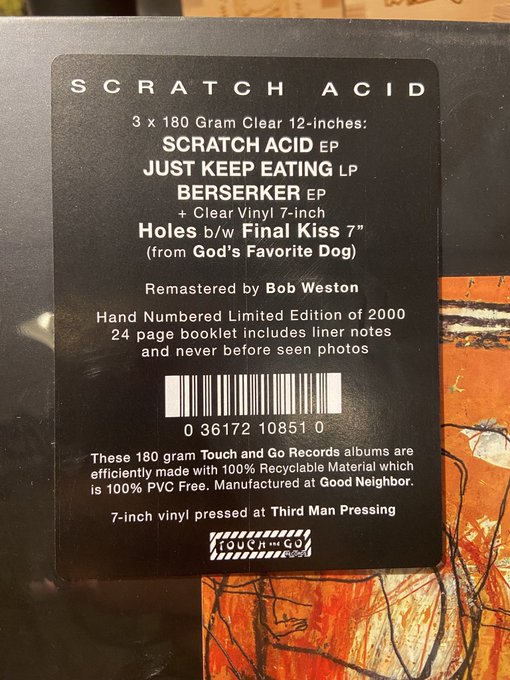 SCRATCH ACID
3 x 180 Gram Clear 12-inches:
SCRATCH ACID EP
JUST KEEP EATING LP
BERSERKER EP
+ Clear Vinyl 7-inch
Holes b/w Final Kiss 7”
(from God's Favorite Dog)
Remastered by Bob Weston
Hand Numbered Limited Edition of 2000
24 page booklet includes liner notes
and never before seen photos
0 36172 10851 0
These 180 gram Touch and Go Records albums are
efficiently made with 100% Recyclable Material which
is 100% PVC Free. Manufactured at Good Neighbor.
7-inch vinyl pressed at Third Man Pressing
TOUCH and GO